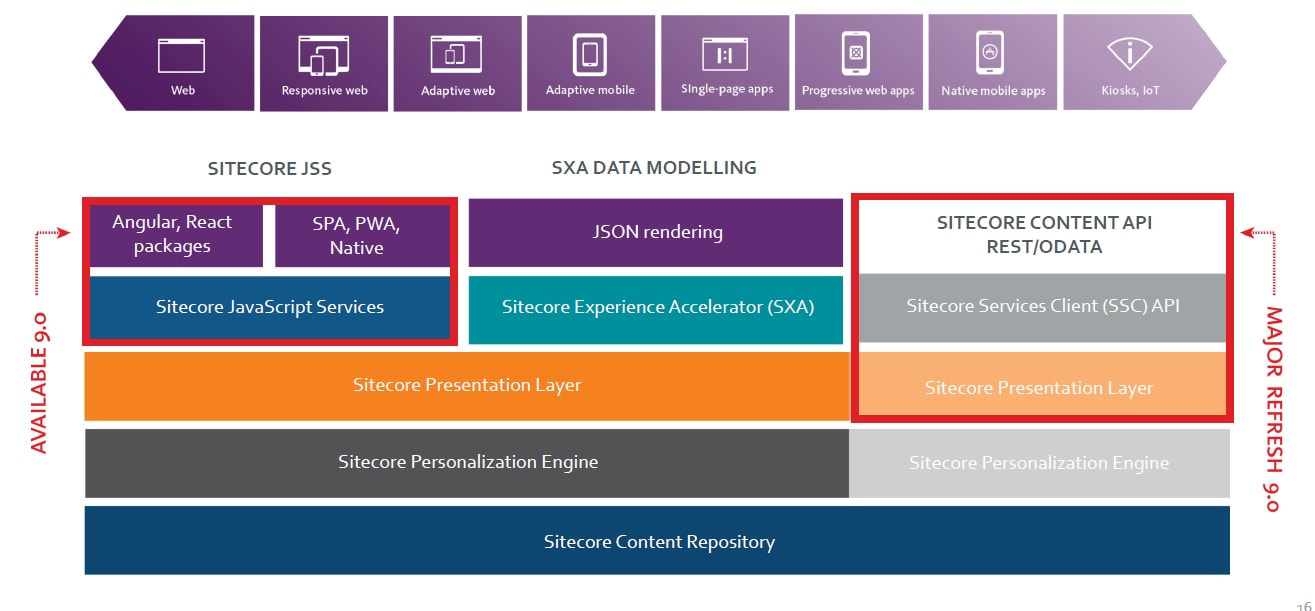 Web
Responsive web
Adaptive web
Adaptive mobile
SIngle-page apps
Progressive web apps
Native mobile apps
Kiosks, IoT
SITECORE JSS
SXA DATA MODELLING
Angular, React
packages
SPA, PWA,
Native
JSON rendering
SITECORE CONTENT API
REST/ODATA
Sitecore JavaScript Services
Sitecore Experience Accelerator (SXA)
Sitecore Services Client (SSC) API
AVAILABLE 9.0
MAJOR REFRESH 9.0
Sitecore Presentation Layer
Sitecore Presentation Layer
Sitecore Personalization Engine
Sitecore Personalization Engine
Sitecore Content Repository
16